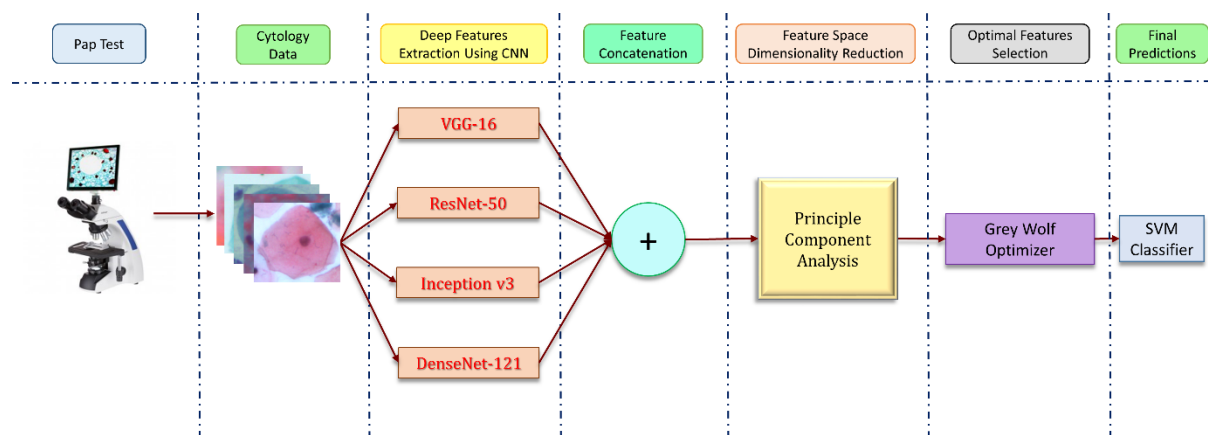 Pap Test
Cytology
Data
Deep Features
Extraction Using CNN
Feature
Concatenation
Feature Space
Dimensionality Reduction
Optimal Features
Selection
Final
Predictions
VGG-16
ResNet-50
Inception v3
DenseNet-121
+
Principle
Component
Analysis
Grey Wolf
Optimizer
SVM
Classifier